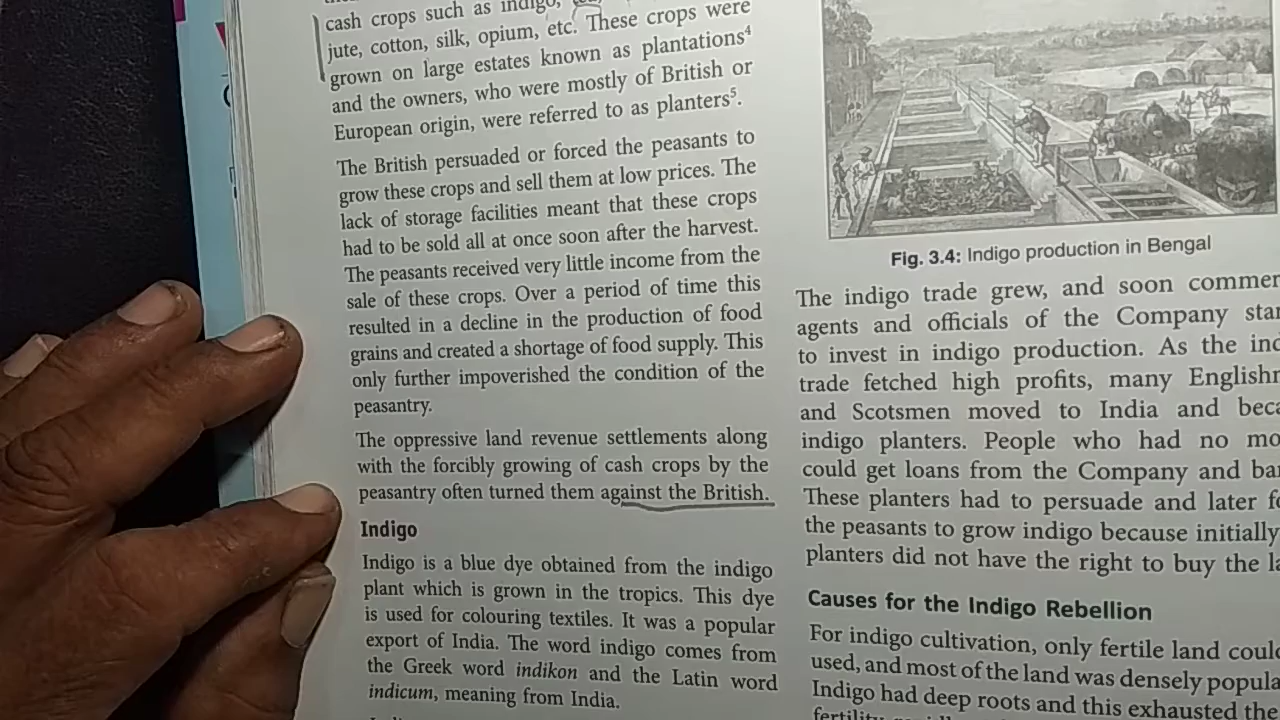 cash crops such as indigo,
jute, cotton, silk, opium, etc. These crops were
grown on large estates known as plantations⁴
and the owners, who were mostly of British or
European origin, were referred to as planters⁵.
The British persuaded or forced the peasants to
grow these crops and sell them at low prices. The
lack of storage facilities meant that these crops
had to be sold all at once soon after the harvest.
The peasants received very little income from the
sale of these crops. Over a period of time this
resulted in a decline in the production of food
grains and created a shortage of food supply. This
only further impoverished the condition of the
peasantry.
The oppressive land revenue settlements along
with the forcibly growing of cash crops by the
peasantry often turned them against the British.
Indigo
Indigo is a blue dye obtained from the indigo
plant which is grown in the tropics. This dye
is used for colouring textiles. It was a popular
export of India. The word indigo comes from
the Greek word indikon and the Latin word
indicum, meaning from India.
Fig. 3.4: Indigo production in Bengal
The indigo trade grew, and soon
agents and officials of the Company
to invest in indigo production. As the
trade fetched high profits, many
and Scotsmen moved to India and
indigo planters. People who had no
could get loans from the Company and
These planters had to persuade and later
the peasants to grow indigo because initially
planters did not have the right to buy the
Causes for the Indigo Rebellion
For indigo cultivation, only fertile land
used, and most of the land was densely
Indigo had deep roots and this exhausted the
fertility